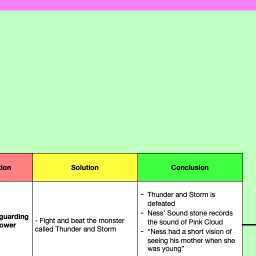 tion
Solution
Conclusion
guarding
ower
- Fight and beat the monster
called Thunder and Storm
- Thunder and Storm is
defeated
- Ness' Sound stone records
the sound of Pink Cloud
- "Ness had a short vision of
seeing his mother when she
was young"